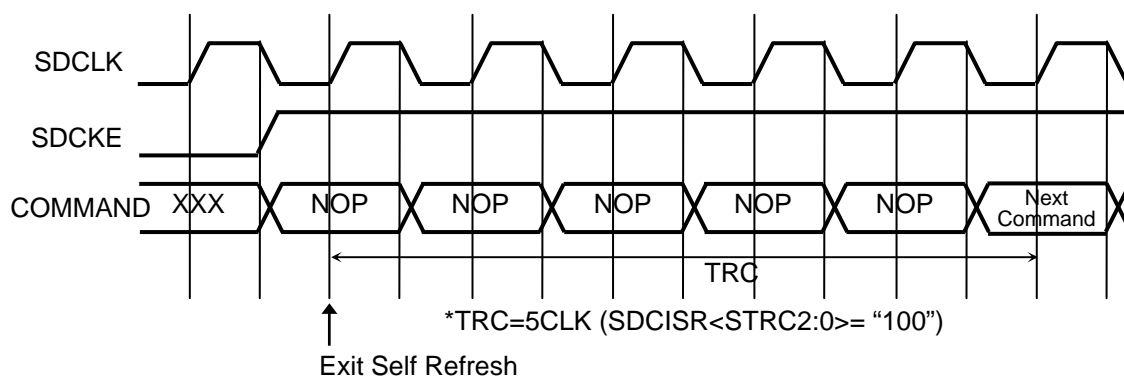 SDCLK
SDCKE
COMMAND XXX NOP NOP NOP NOP NOP Next
Command
TRC
*TRC=5CLK (SDCISR<STRC2:0>= “100”)
Exit Self Refresh